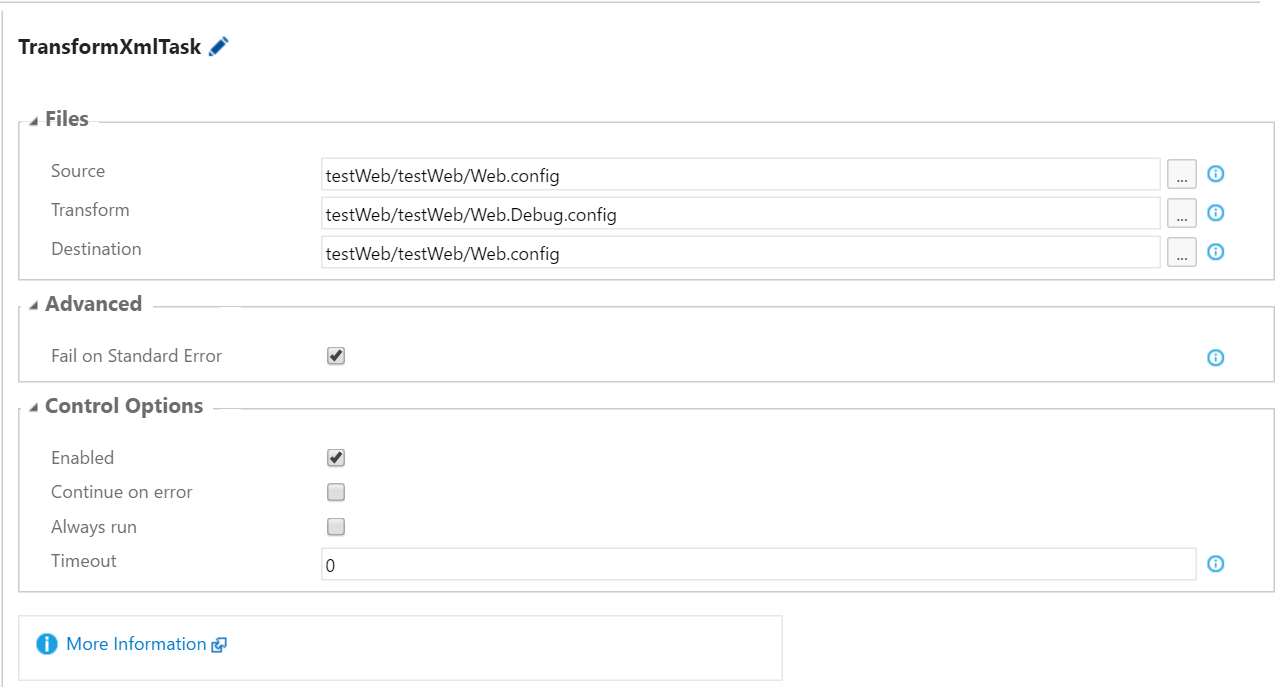 TransformXmlTask
Files
Source testWeb/testWeb/Web.config ...
Transform testWeb/testWeb/Web.Debug.config ...
Destination testWeb/testWeb/Web.config ...
Advanced
Fail on Standard Error
Control Options
Enabled
Continue on error
Always run
Timeout 0
More Information